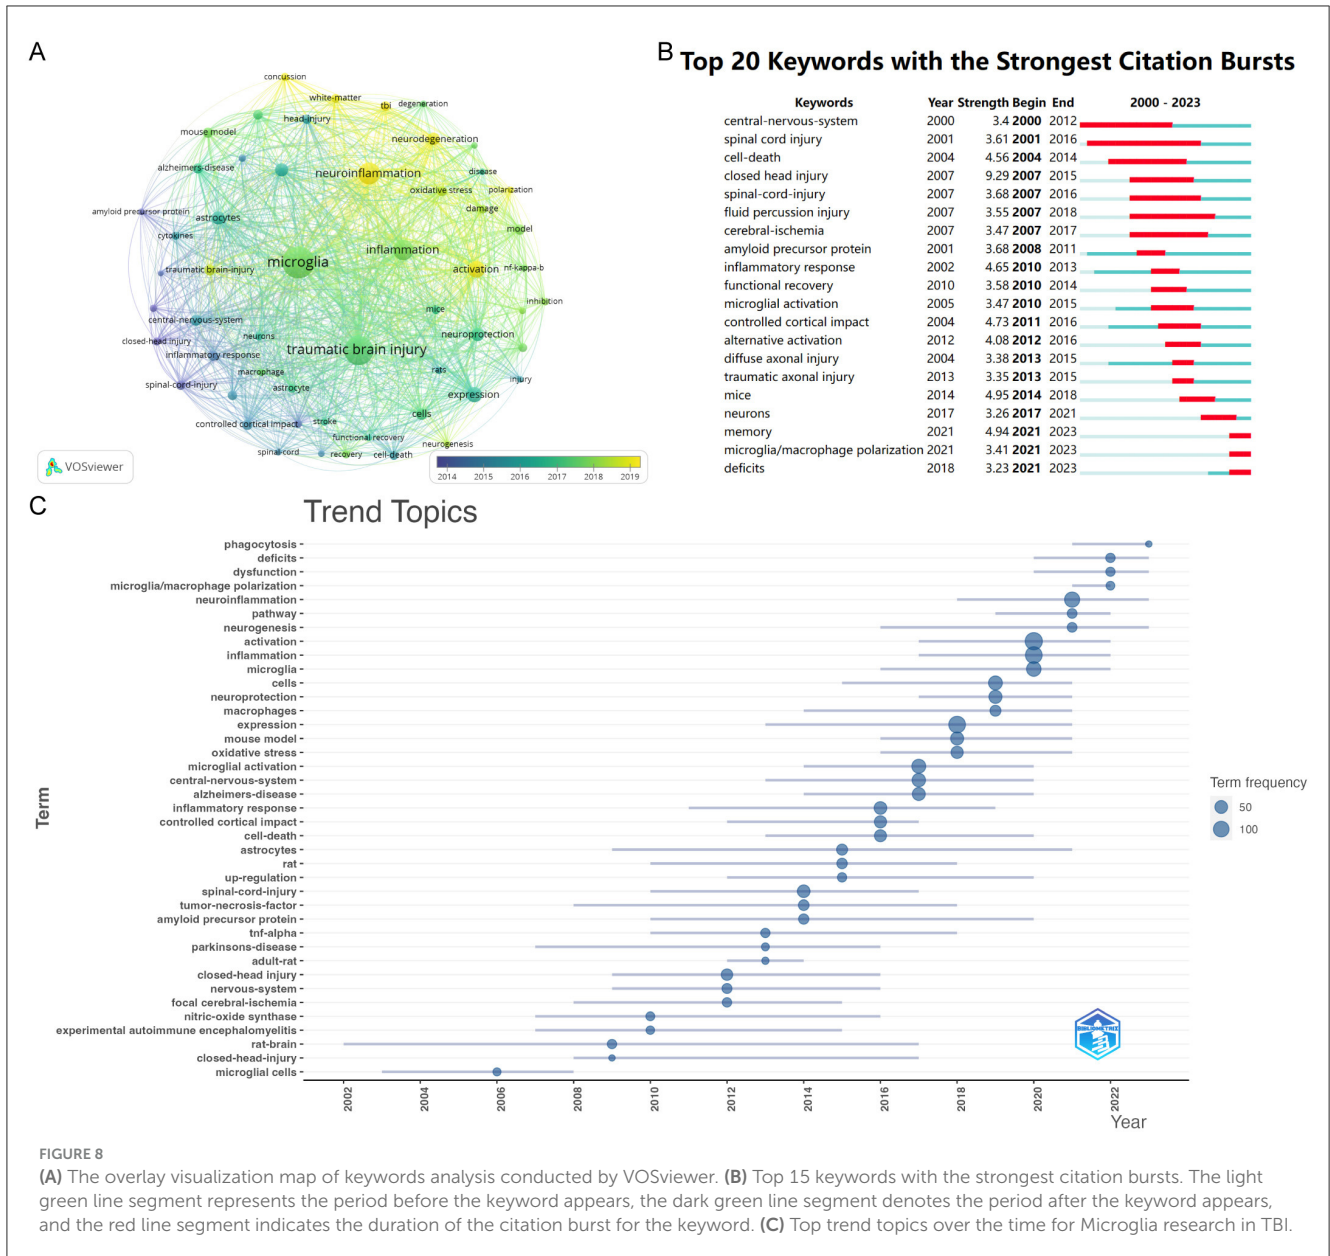 A
concussion
white-matter
tbi
degeneration
head-injury
mouse model
neurodegeneration
alzheimers-disease
neuroinflammation
disease
oxidative stress
polarization
amyloid precursor protein
astrocytes
damage
cytokines
model
inflammation
microglia
traumatic brain-injury
activation
nf-kappa-b
inhibition
mice
central-nervous-system
neurons
neuroprotection
closed-head injury
inflammatory response
traumatic brain injury
macrophage
rats
spinal-cord-injury
astrocyte
injury
expression
controlled cortical impact
stroke
cells
functional recovery
neurogenesis
spinal-cord
recovery
cell-death
VOSviewer
2014 2015 2016 2017 2018 2019
B
Top 20 Keywords with the Strongest Citation Bursts
Keywords Year Strength Begin End 2000 - 2023
central-nervous-system 2000 3.4 2000 2012
spinal cord injury 2001 3.61 2001 2016
cell-death 2004 4.56 2004 2014
closed head injury 2007 9.29 2007 2015
spinal-cord-injury 2007 3.68 2007 2016
fluid percussion injury 2007 3.55 2007 2018
cerebral-ischemia 2007 3.47 2007 2017
amyloid precursor protein 2001 3.68 2008 2011
inflammatory response 2002 4.65 2010 2013
functional recovery 2010 3.58 2010 2014
microglial activation 2005 3.47 2010 2015
controlled cortical impact 2004 4.73 2011 2016
alternative activation 2012 4.08 2012 2016
diffuse axonal injury 2004 3.38 2013 2015
traumatic axonal injury 2013 3.35 2013 2015
mice 2014 4.95 2014 2018
neurons 2017 3.26 2017 2021
memory 2021 4.94 2021 2023
microglia/macrophage polarization 2021 3.41 2021 2023
deficits 2018 3.23 2021 2023
C
Trend Topics
phagocytosis
deficits
dysfunction
microglia/macrophage polarization
neuroinflammation
pathway
neurogenesis
activation
inflammation
microglia
cells
neuroprotection
macrophages
expression
mouse model
oxidative stress
microglial activation
central-nervous-system
alzheimers-disease
inflammatory response
controlled cortical impact
cell-death
astrocytes
rat
up-regulation
spinal-cord-injury
tumor-necrosis-factor
amyloid precursor protein
tnf-alpha
parkinsons-disease
adult-rat
closed-head injury
nervous-system
focal cerebral-ischemia
nitric-oxide synthase
experimental autoimmune encephalomyelitis
rat-brain
closed-head-injury
microglial cells
Term
2002 2004 2006 2008 2010 2012 2014 2016 2018 2020 2022
Year
Term frequency
50
100
BIBLIOMETRIX
FIGURE 8
(A) The overlay visualization map of keywords analysis conducted by VOSviewer. (B) Top 15 keywords with the strongest citation bursts. The light
green line segment represents the period before the keyword appears, the dark green line segment denotes the period after the keyword appears,
and the red line segment indicates the duration of the citation burst for the keyword. (C) Top trend topics over the time for Microglia research in TBI.